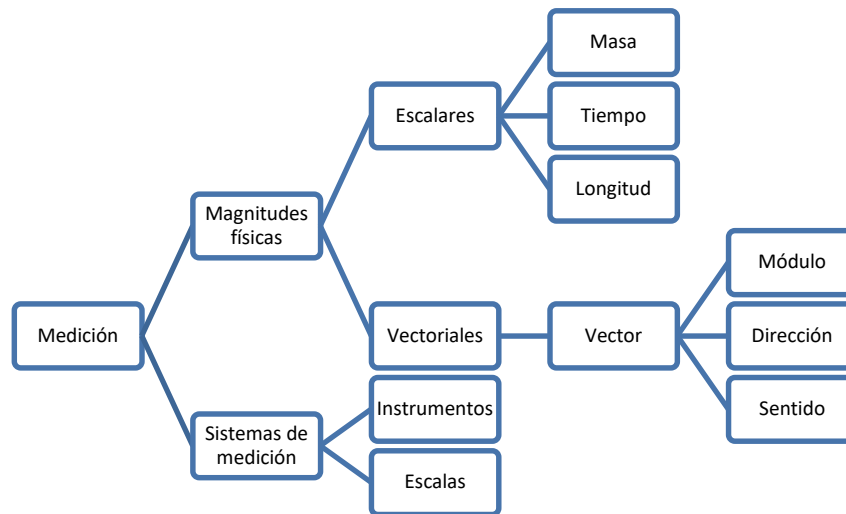 Masa
Escalares
Tiempo
Longitud
Magnitudes
físicas
Módulo
Medición
Vectoriales
Vector
Dirección
Instrumentos
Sentido
Sistemas de
medición
Escalas